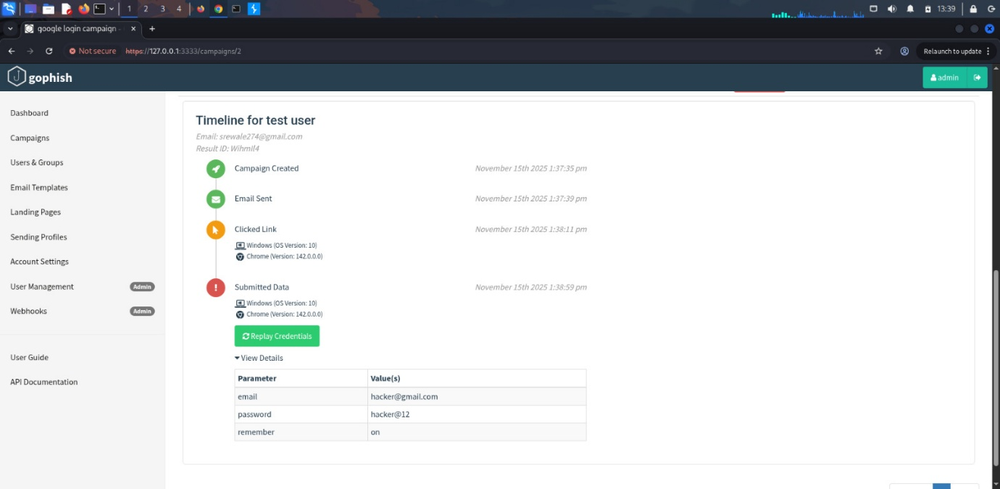 1 2 3 4 13:39
google login campaign -
Not secure https://127.0.0.1:3333/campaigns/2 Relaunch to update
gophish admin
Dashboard
Campaigns
Users & Groups
Email Templates
Landing Pages
Sending Profiles
Account Settings
User Management Admin
Webhooks Admin
User Guide
API Documentation
Timeline for test user
Email: srewale274@gmail.com
Result ID: WihmIl4
Campaign Created November 15th 2025 1:37:35 pm
Email Sent November 15th 2025 1:37:39 pm
Clicked Link November 15th 2025 1:38:11 pm
Windows (OS Version: 10)
Chrome (Version: 142.0.0.0)
Submitted Data November 15th 2025 1:38:59 pm
Windows (OS Version: 10)
Chrome (Version: 142.0.0.0)
Replay Credentials
View Details
Parameter Value(s)
email hacker@gmail.com
password hacker@12
remember on